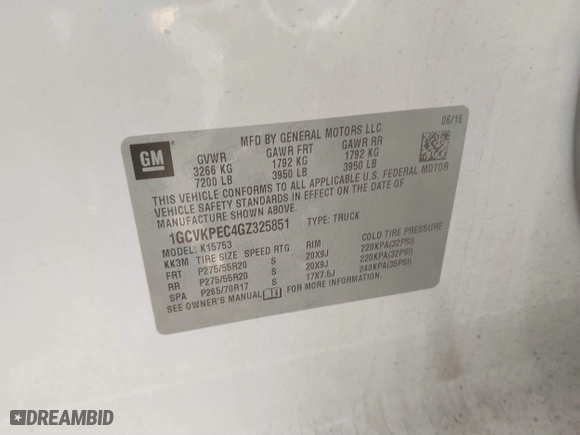 MFD BY GENERAL MOTORS LLC 06/16
GM GVWR GAWR FRT GAWR RR
3266 KG 1792 KG 1792 KG
7200 LB 3950 LB 3950 LB
THIS VEHICLE CONFORMS TO ALL APPLICABLE U.S. FEDERAL MOTOR
VEHICLE SAFETY STANDARDS IN EFFECT ON THE DATE OF
MANUFACTURE SHOWN ABOVE.
1GCVKPEC4GZ325851 TYPE: TRUCK
MODEL: K15753
KK3M TIRE SIZE SPEED RTG RIM COLD TIRE PRESSURE
FRT P275/55R20 S 20X9J 220KPA(32PSI)
RR P275/55R20 S 20X9J 220KPA(32PSI)
SPA P265/70R17 S 17X7.5J 240KPA(35PSI)
SEE OWNER'S MANUAL FOR MORE INFORMATION.
DREAMBID